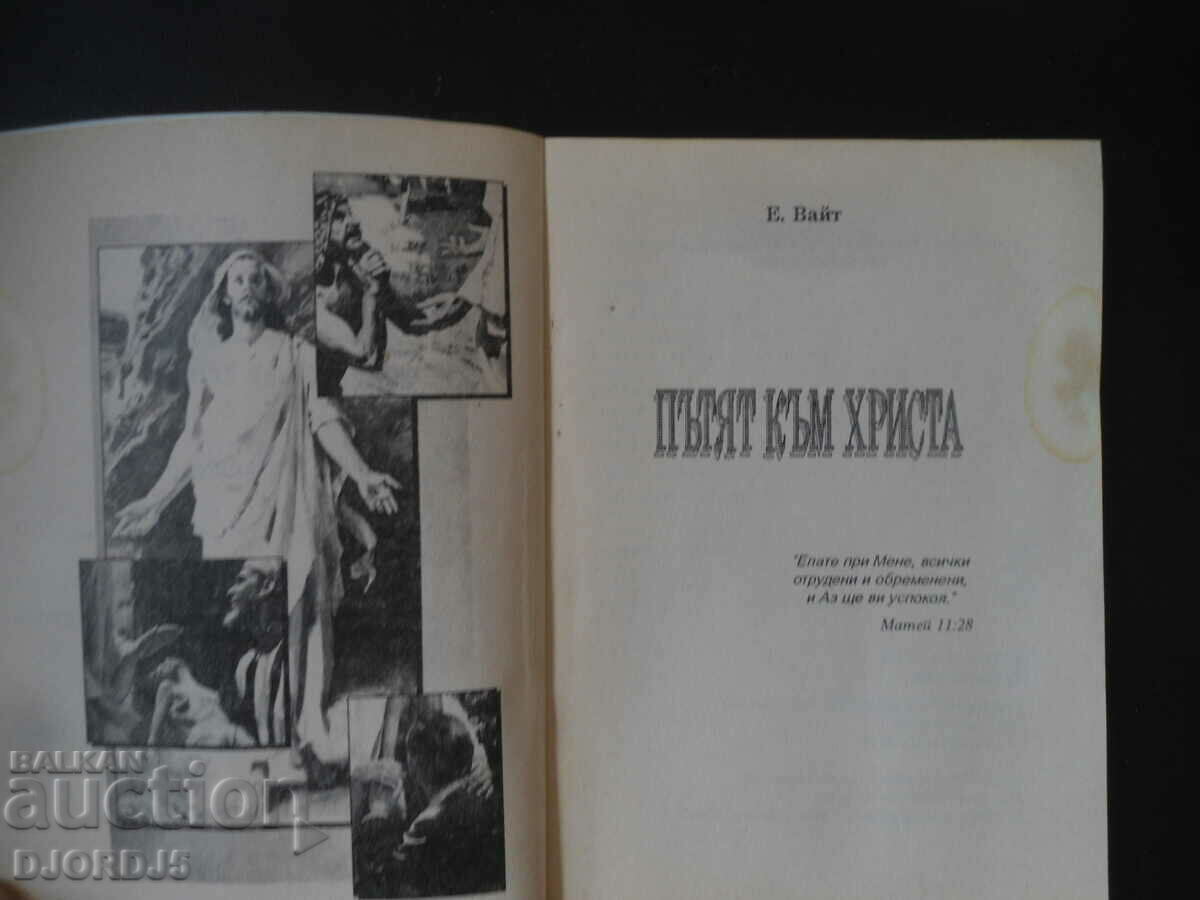 Е. Вайт
ПЪТЯТ КЪМ ХРИСТА
"Елате при Мене, всички
отрудени и обременени,
и Аз ще ви успокоя."
Матей 11:28
BALKAN
auction
DJORDJ5